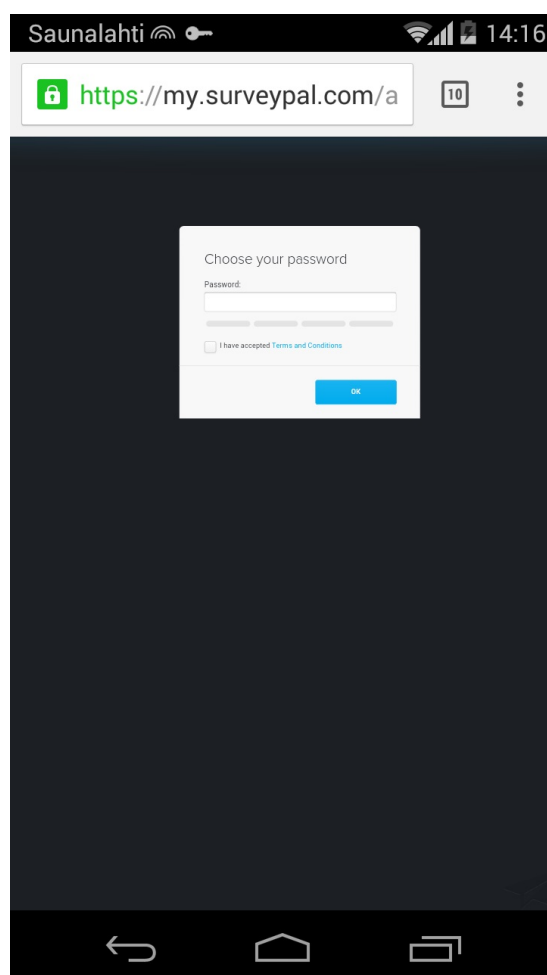 Saunalahti 14:16
https://my.surveypal.com/a 10
Choose your password
Password:
I have accepted Terms and Conditions
OK